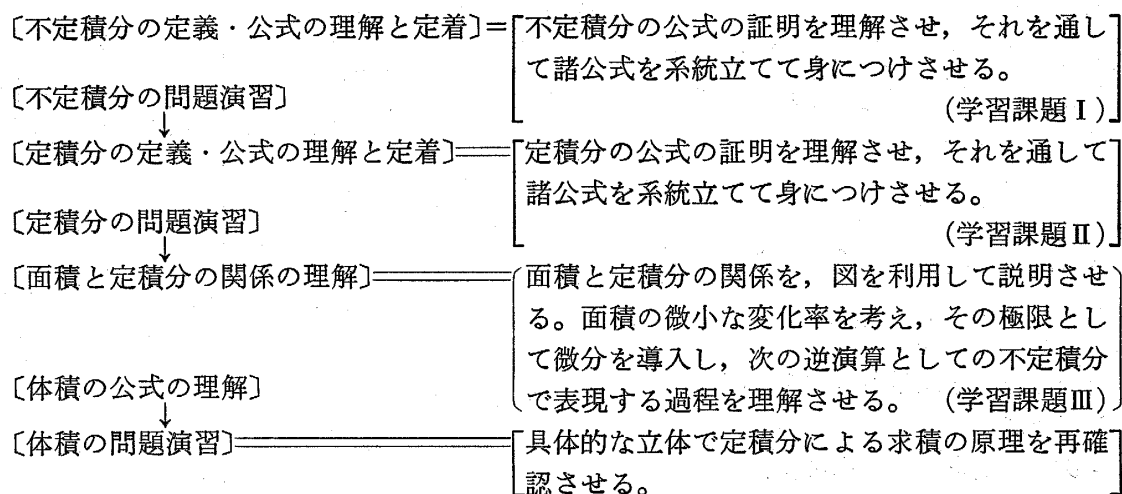 〔不定積分の定義・公式の理解と定着〕=［不定積分の公式の証明を理解させ，それを通し
て諸公式を系統立てて身につけさせる。
〔不定積分の問題演習〕
(学習課題Ⅰ)］
↓
〔定積分の定義・公式の理解と定着〕══［定積分の公式の証明を理解させ，それを通して
諸公式を系統立てて身につけさせる。
〔定積分の問題演習〕
(学習課題Ⅱ)］
↓
〔面積と定積分の関係の理解〕═════(面積と定積分の関係を，図を利用して説明させ
る。面積の微小な変化率を考え，その極限とし
て微分を導入し，次の逆演算としての不定積分
〔体積の公式の理解〕
で表現する過程を理解させる。 (学習課題Ⅲ))
↓
〔体積の問題演習〕══════════［具体的な立体で定積分による求積の原理を再確
認させる。